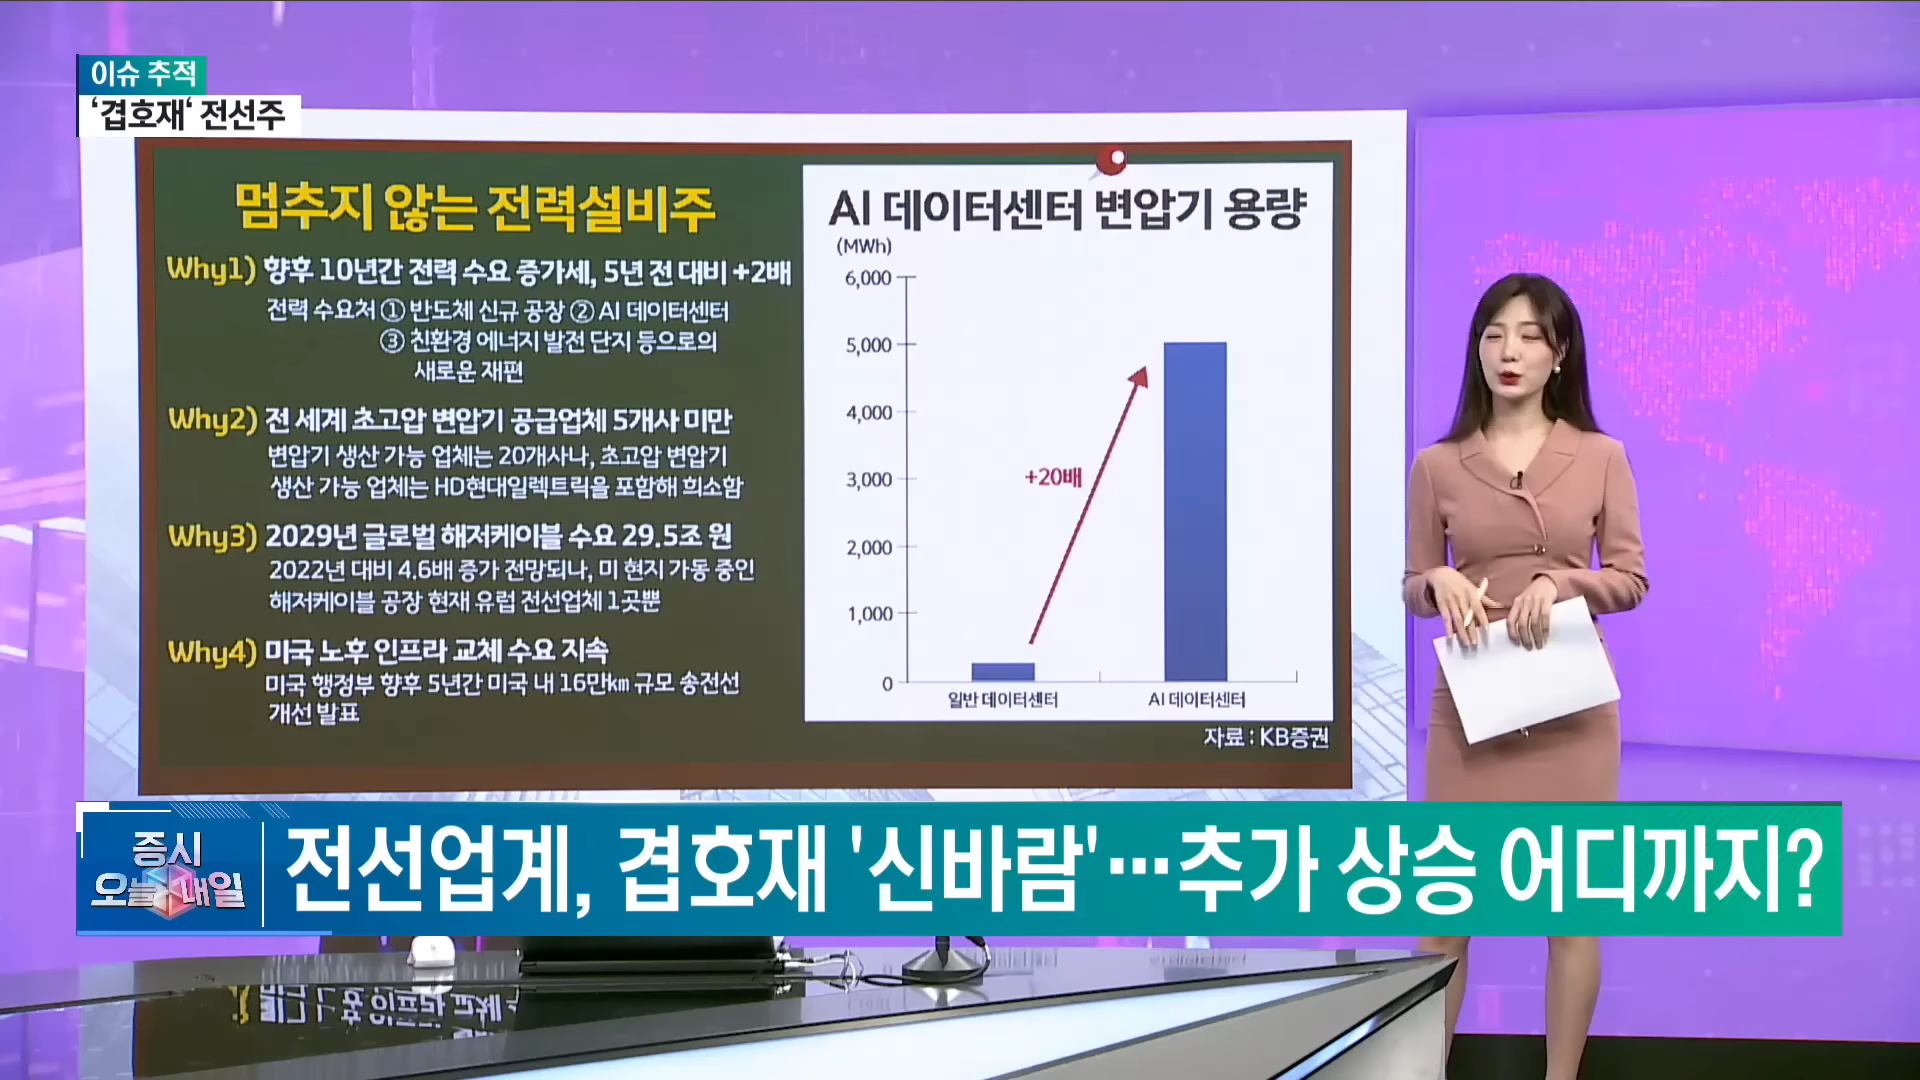 이슈 추적
‘겹호재‘ 전선주
멈추지 않는 전력설비주
Why1) 향후 10년간 전력 수요 증가세, 5년 전 대비 +2배
전력 수요처 ① 반도체 신규 공장 ② AI 데이터센터
③ 친환경 에너지 발전 단지 등으로의
새로운 재편
Why2) 전 세계 초고압 변압기 공급업체 5개사 미만
변압기 생산 가능 업체는 20개사나, 초고압 변압기
생산 가능 업체는 HD현대일렉트릭을 포함해 희소함
Why3) 2029년 글로벌 해저케이블 수요 29.5조 원
2022년 대비 4.6배 증가 전망되나, 미 현지 가동 중인
해저케이블 공장 현재 유럽 전선업체 1곳뿐
Why4) 미국 노후 인프라 교체 수요 지속
미국 행정부 향후 5년간 미국 내 16만㎞ 규모 송전선
개선 발표
AI 데이터센터 변압기 용량
(MWh)
6,000
5,000
4,000
3,000
2,000
1,000
0
+20배
일반 데이터센터
AI 데이터센터
자료 : KB증권
증시
오늘 내일
전선업계, 겹호재 '신바람'…추가 상승 어디까지?